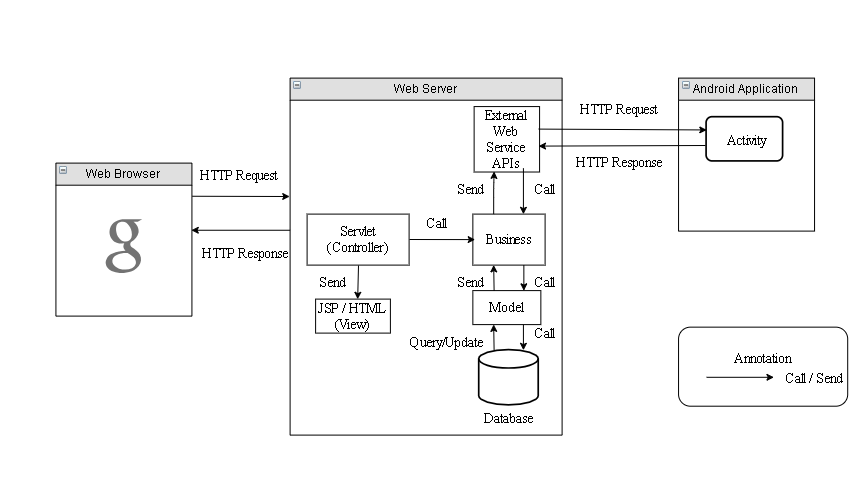 Web Server
Android Application
External
Web
Service
APIs
HTTP Request
Activity
HTTP Response
Web Browser
HTTP Request
Send
Call
g
Servlet
(Controller)
Call
Business
HTTP Response
Send
Send
Call
JSP / HTML
(View)
Model
Query/Update
Call
Annotation
Call / Send
Database